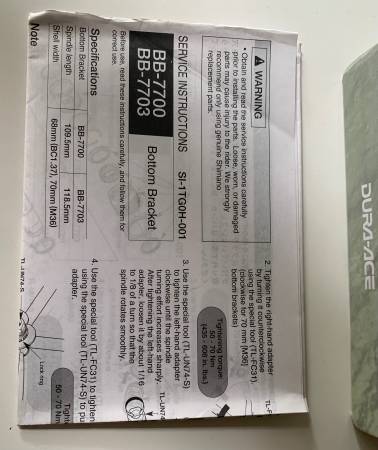 WARNING
• Obtain and read the service instructions carefully
prior to installing the parts. Loose, worn, or damaged
parts may cause injury to the rider. We strongly
recommend only using genuine Shimano
replacement parts.
SERVICE INSTRUCTIONS SI-1TG0H-001
BB-7700
BB-7703
Bottom Bracket
Before use, read these instructions carefully, and follow them for
correct use.
Specifications
Bottom Bracket BB-7700 BB-7703
Spindle length 109.5mm 118.5mm
Shell width 68mm (BC1.37), 70mm (M36)
Note
2. Tighten the right-hand adapter
by turning it counterclockwise
using the special tool (TL-FC31),
(clockwise for 70 mm [M36]
bottom brackets)
Tightening torque:
50 - 70 Nm
(435 - 608 in. lbs.)
3. Use the special tool (TL-UN74-S)
to tighten the left-hand adapter
clockwise until the spindle
turning effort increases sharply.
After tightening the left-hand
adapter, loosen it by about 1/16
to 1/8 of a turn so that the
spindle rotates smoothly.
TL-UN74
4. Use the special tool (TL-FC31) to tighten
using the special tool (TL-UN74-S) to
adapter.
TL-UN74-S
Lock ring
50 - 70 Nm
DURA-ACE